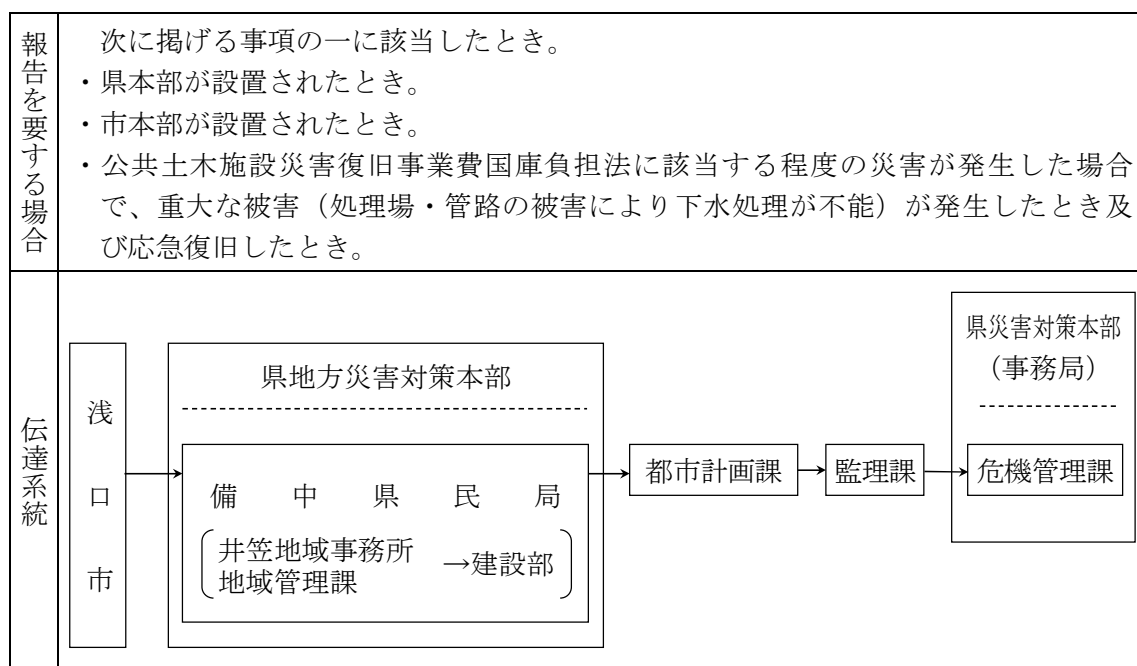 報告を要する場合
次に掲げる事項の一に該当したとき。
・県本部が設置されたとき。
・市本部が設置されたとき。
・公共土木施設災害復旧事業費国庫負担法に該当する程度の災害が発生した場合
で、重大な被害（処理場・管路の被害により下水処理が不能）が発生したとき及
び応急復旧したとき。
伝達系統
浅口市
県地方災害対策本部
備中県民局
井笠地域事務所
地域管理課
→建設部
都市計画課
監理課
県災害対策本部
（事務局）
危機管理課